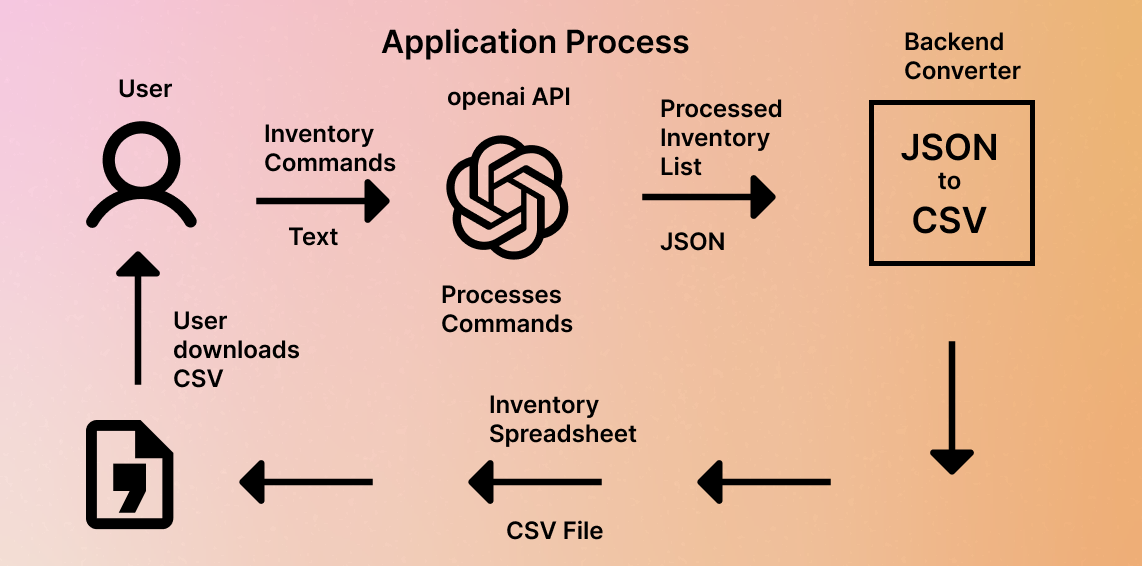 Application Process
User
Inventory
Commands
Text
openai API
Processes
Commands
Processed
Inventory
List
JSON
Backend
Converter
JSON
to
CSV
Inventory
Spreadsheet
CSV File
User
downloads
CSV